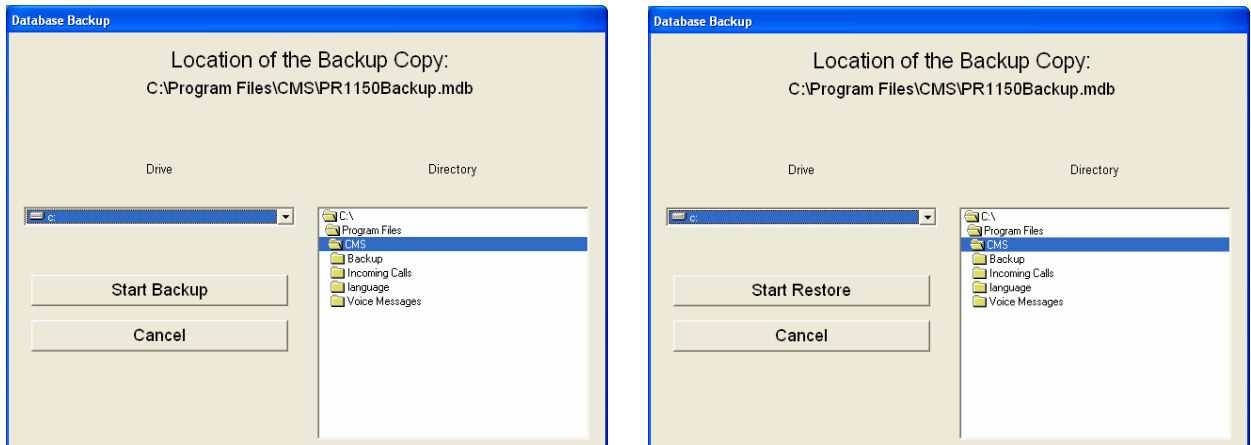 Database Backup
Location of the Backup Copy:
C:\Program Files\CMS\PR1150Backup.mdb
Drive
Directory
c:
C:\
Program Files
CMS
Backup
Incoming Calls
language
Voice Messages
Start Backup
Cancel
Database Backup
Location of the Backup Copy:
C:\Program Files\CMS\PR1150Backup.mdb
Drive
Directory
c:
C:\
Program Files
CMS
Backup
Incoming Calls
language
Voice Messages
Start Restore
Cancel